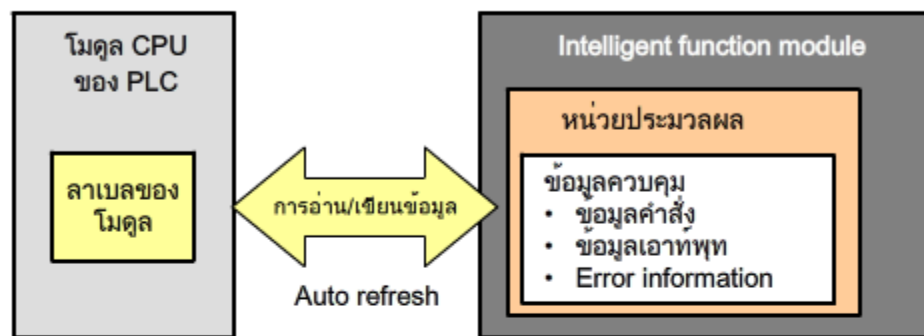 โมดูล CPU
ของ PLC
ลาเบลของ
โมดูล
การอ่าน/เขียนข้อมูล
Auto refresh
Intelligent function module
หน่วยประมวลผล
ข้อมูลควบคุม
• ข้อมูลคำสั่ง
• ข้อมูลเอาท์พุท
• Error information